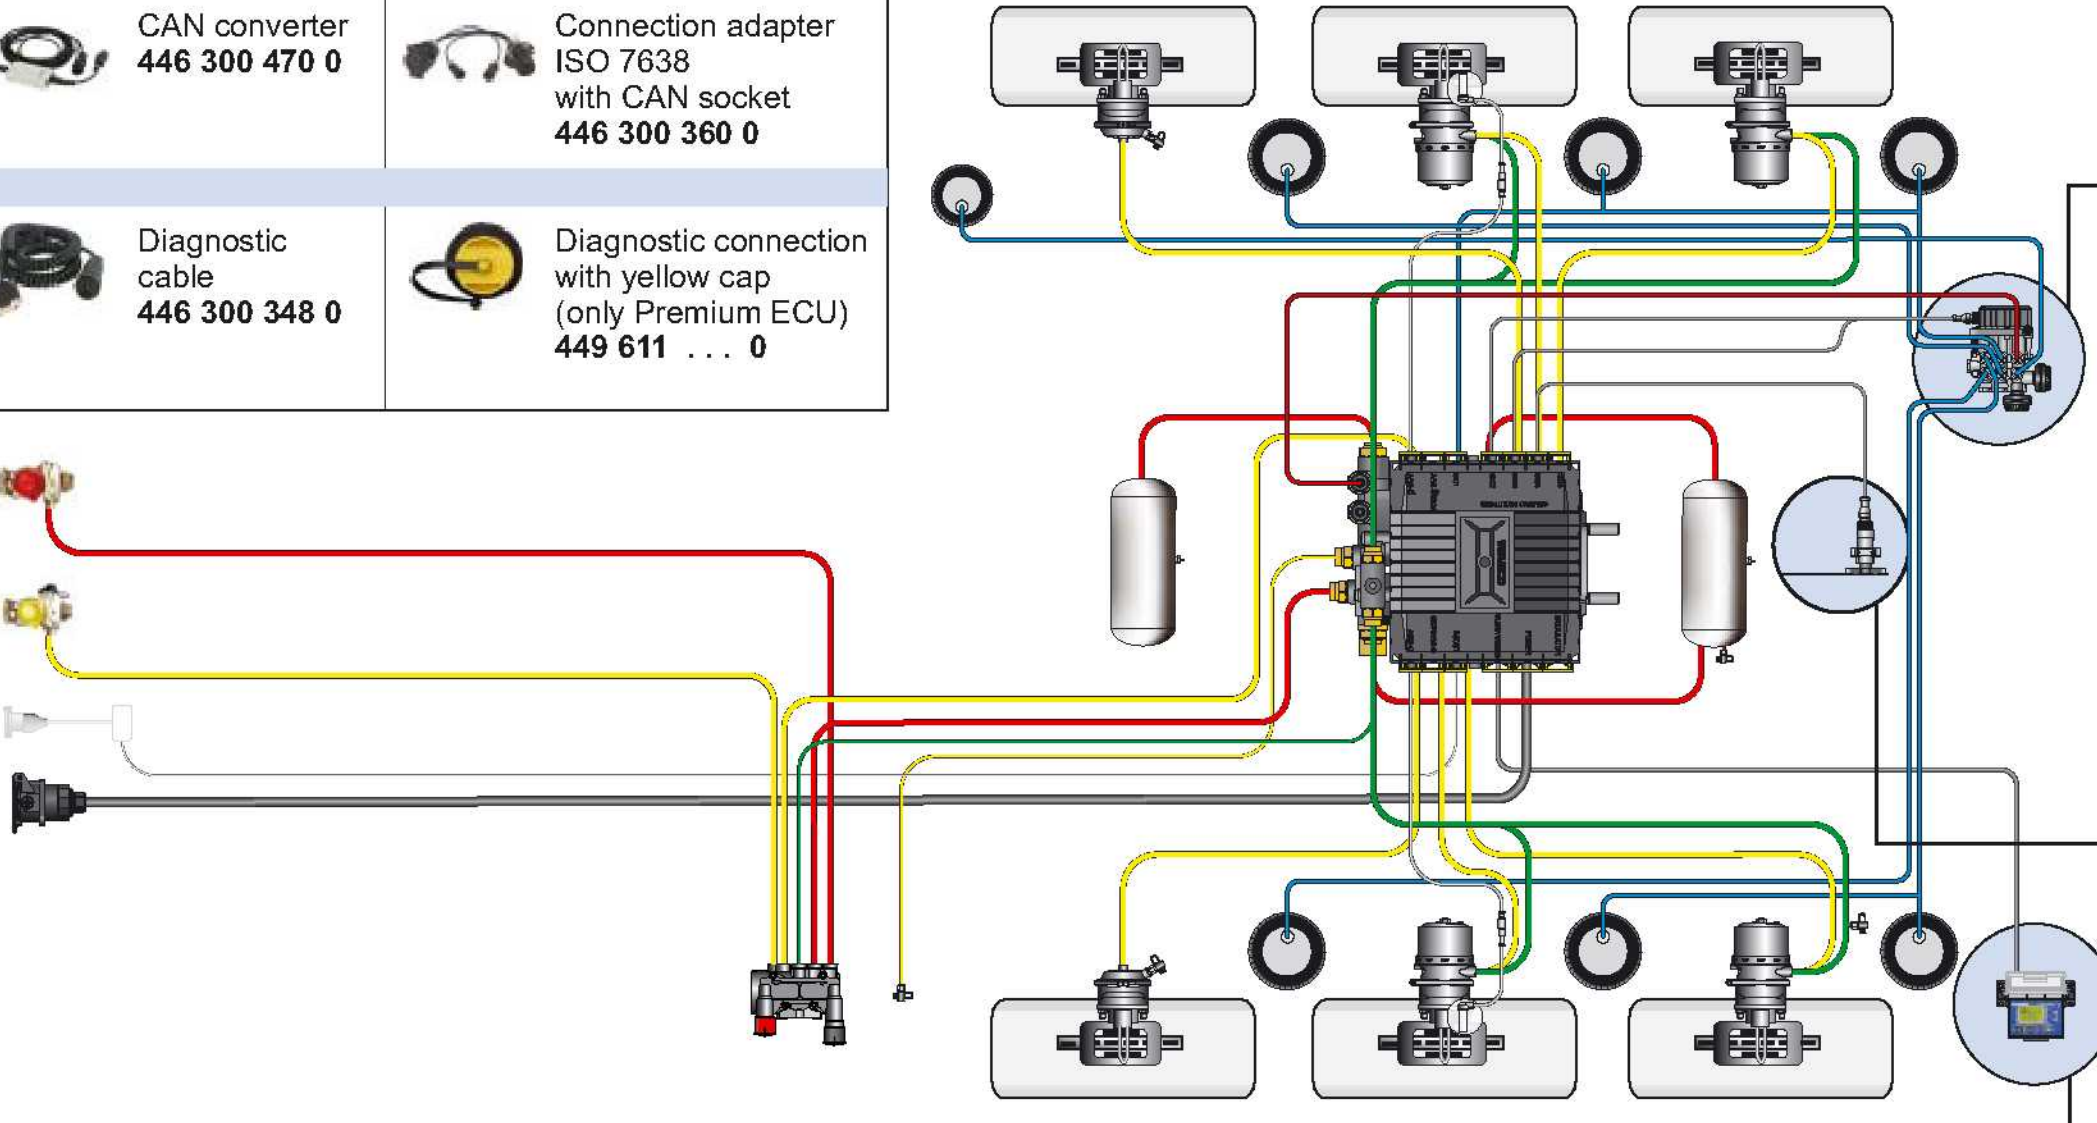 CAN converter
446 300 470 0
Connection adapter
ISO 7638
with CAN socket
446 300 360 0
Diagnostic
cable
446 300 348 0
Diagnostic connection
with yellow cap
(only Premium ECU)
449 611 . . . 0